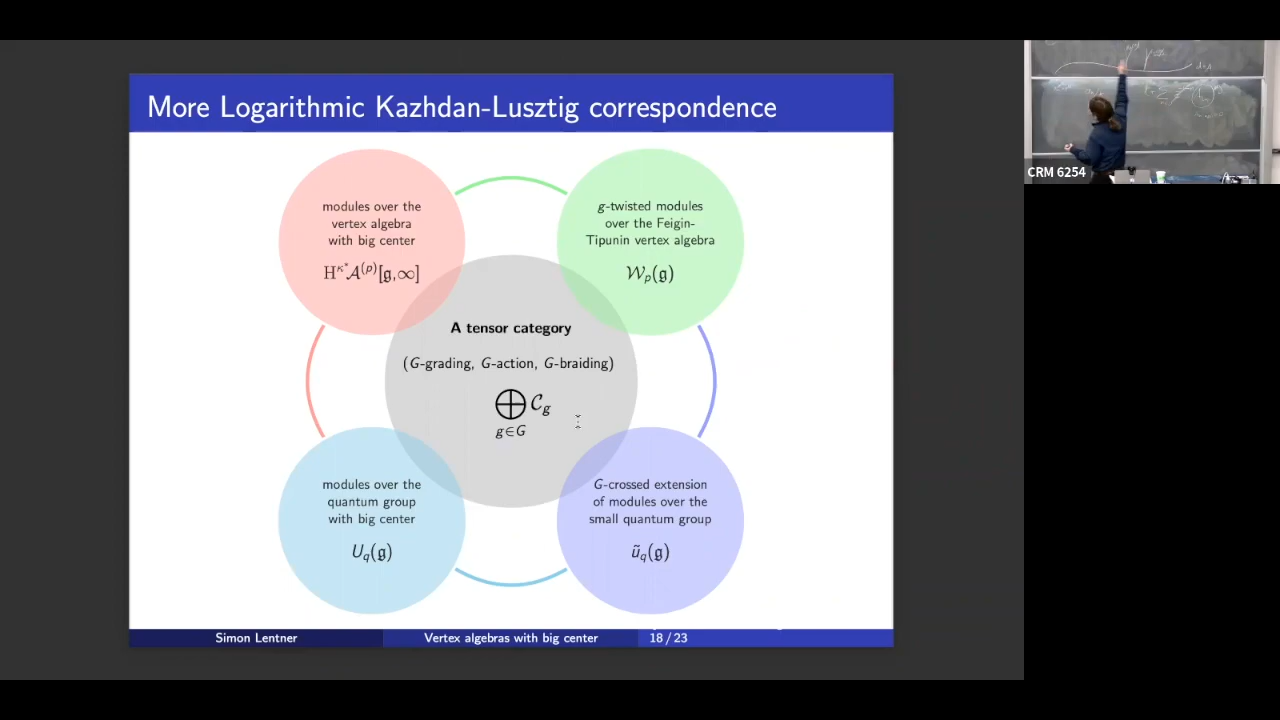 More Logarithmic Kazhdan-Lusztig correspondence
modules over the
vertex algebra
with big center
H^{κ*}𝒜^{(p)}[𝔤,∞]
g-twisted modules
over the Feigin-
Tipunin vertex algebra
𝒲_p(𝔤)
A tensor category
(G-grading, G-action, G-braiding)
⊕ 𝒞_g
g∈G
modules over the
quantum group
with big center
U_q(𝔤)
G-crossed extension
of modules over the
small quantum group
ũ_q(𝔤)
Simon Lentner
Vertex algebras with big center
18 / 23
CRM 6254